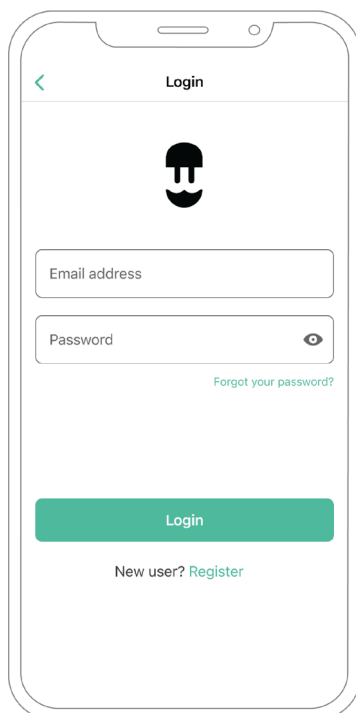 Login
Email address
Password
Forgot your password?
Login
New user? Register